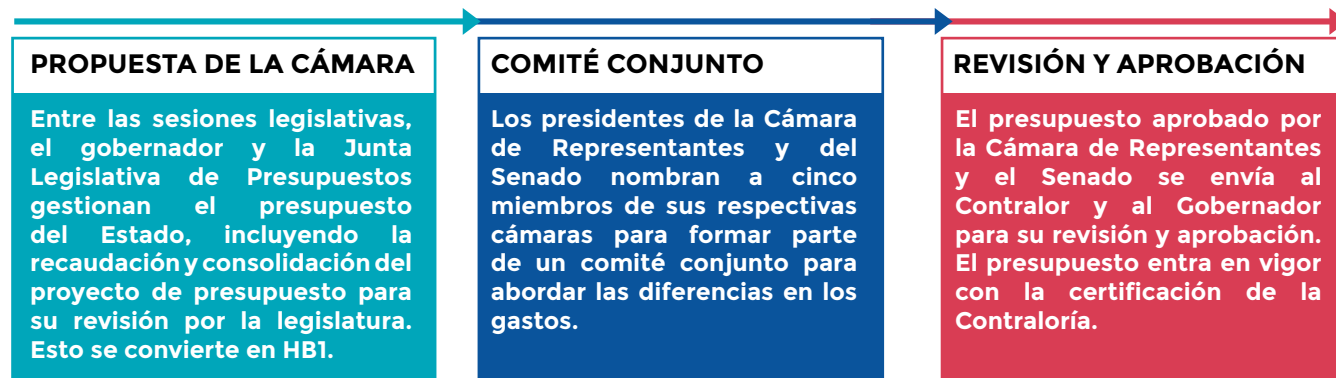 PROPUESTA DE LA CÁMARA
Entre las sesiones legislativas,
el gobernador y la Junta
Legislativa de Presupuestos
gestionan el presupuesto
del Estado, incluyendo la
recaudación y consolidación del
proyecto de presupuesto para
su revisión por la legislatura.
Esto se convierte en HB1.
COMITÉ CONJUNTO
Los presidentes de la Cámara
de Representantes y del
Senado nombran a cinco
miembros de sus respectivas
cámaras para formar parte
de un comité conjunto para
abordar las diferencias en los
gastos.
REVISIÓN Y APROBACIÓN
El presupuesto aprobado por
la Cámara de Representantes
y el Senado se envía al
Contralor y al Gobernador
para su revisión y aprobación.
El presupuesto entra en vigor
con la certificación de la
Contraloría.